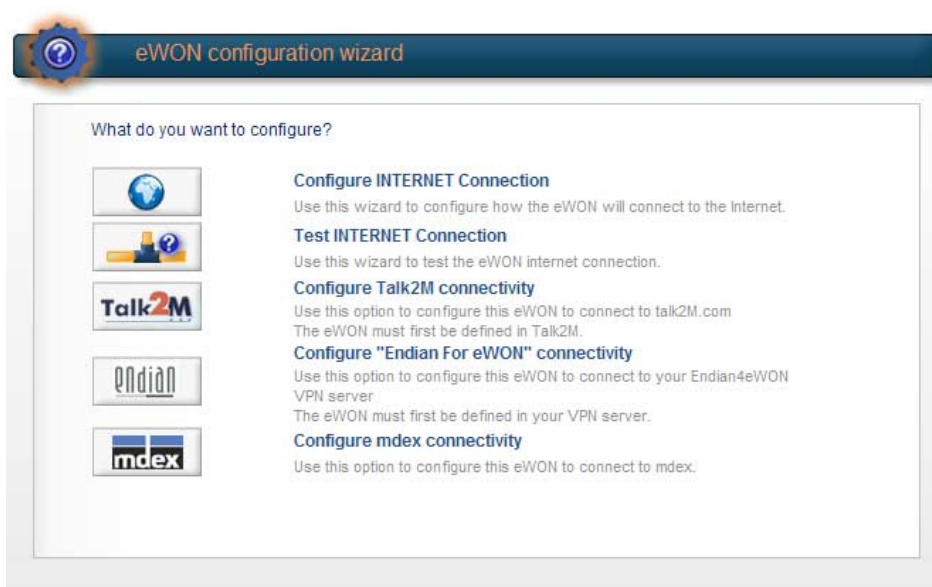 eWON configuration wizard
What do you want to configure?
Configure INTERNET Connection
Use this wizard to configure how the eWON will connect to the Internet.
Test INTERNET Connection
Use this wizard to test the eWON internet connection.
Talk2M
Configure Talk2M connectivity
Use this option to configure this eWON to connect to talk2M.com
The eWON must first be defined in Talk2M.
endian
Configure "Endian For eWON" connectivity
Use this option to configure this eWON to connect to your Endian4eWON
VPN server
The eWON must first be defined in your VPN server.
mdex
Configure mdex connectivity
Use this option to configure this eWON to connect to mdex.